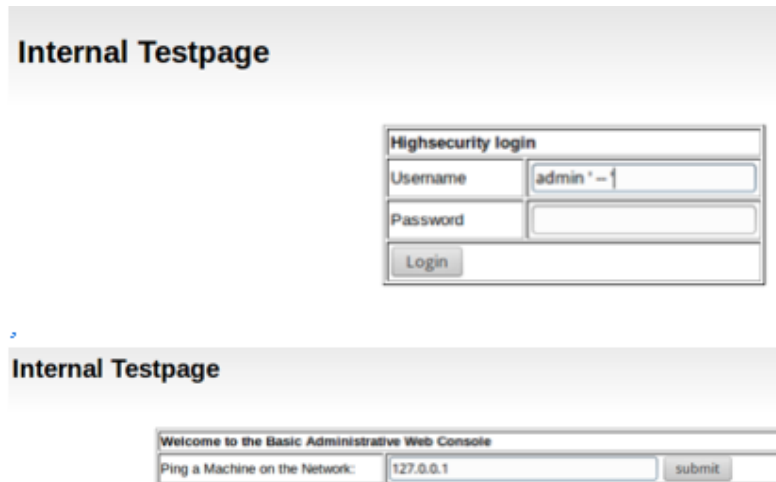 Internal Testpage
Highsecurity login
Username admin ' -- '
Password
Login
,
Internal Testpage
Welcome to the Basic Administrative Web Console
Ping a Machine on the Network: 127.0.0.1 submit